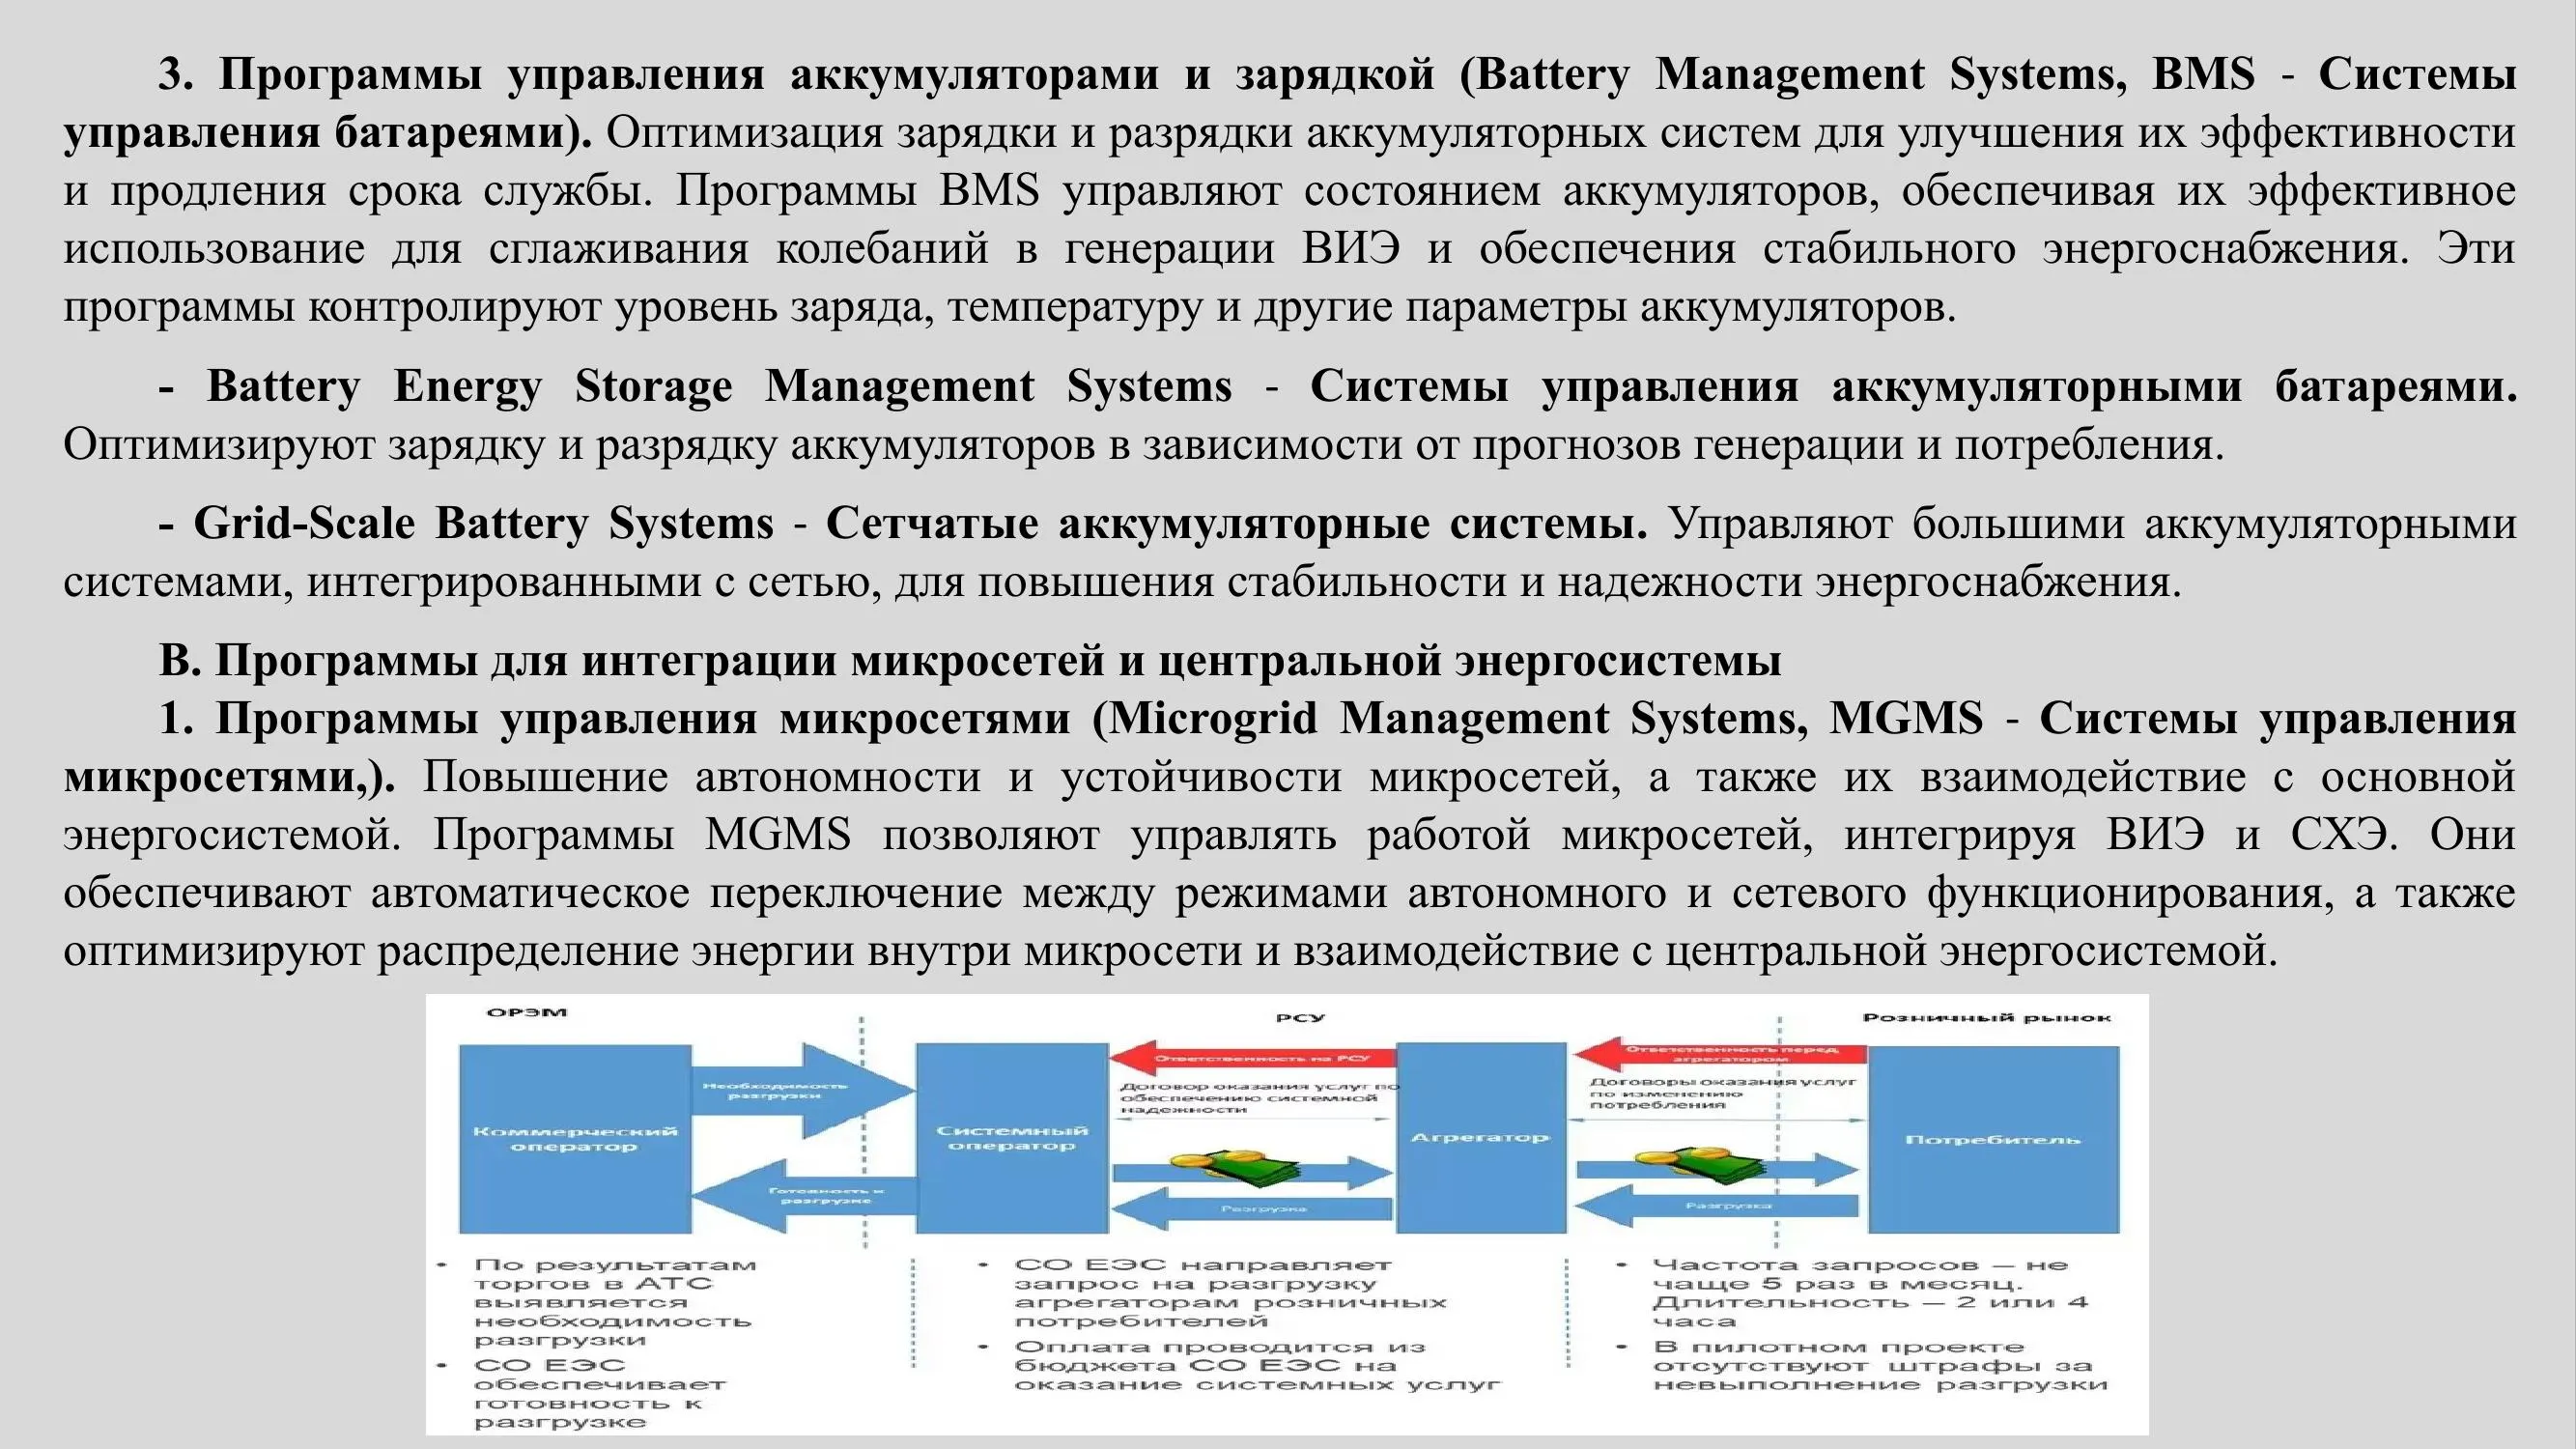 3. Программы управления аккумуляторами и зарядкой (Battery Management Systems, BMS - Системы
управления батареями). Оптимизация зарядки и разрядки аккумуляторных систем для улучшения их эффективности
и продления срока службы. Программы BMS управляют состоянием аккумуляторов, обеспечивая их эффективное
использование для сглаживания колебаний в генерации ВИЭ и обеспечения стабильного энергоснабжения. Эти
программы контролируют уровень заряда, температуру и другие параметры аккумуляторов.
- Battery Energy Storage Management Systems - Системы управления аккумуляторными батареями.
Оптимизируют зарядку и разрядку аккумуляторов в зависимости от прогнозов генерации и потребления.
- Grid-Scale Battery Systems - Сетчатые аккумуляторные системы. Управляют большими аккумуляторными
системами, интегрированными с сетью, для повышения стабильности и надежности энергоснабжения.
В. Программы для интеграции микросетей и центральной энергосистемы
1. Программы управления микросетями (Microgrid Management Systems, MGMS - Системы управления
микросетями,). Повышение автономности и устойчивости микросетей, а также их взаимодействие с основной
энергосистемой. Программы MGMS позволяют управлять работой микросетей, интегрируя ВИЭ и СХЭ. Они
обеспечивают автоматическое переключение между режимами автономного и сетевого функционирования, а также
оптимизируют распределение энергии внутри микросети и взаимодействие с центральной энергосистемой.
ОРЭМ
РСУ
Розничный рынок
Коммерческий
оператор
Необходимость
разгрузки
Готовность к
разгрузке
Системный
оператор
Ответственность на РСУ
Договор оказания услуг по
обеспечению системной
надежности
Разгрузка
Агрегатор
Ответственность перед
агрегатором
Договоры оказания услуг
по изменению
потребления
Разгрузка
Потребитель
• По результатам
торгов в АТС
выявляется
необходимость
разгрузки
• СО ЕЭС
обеспечивает
готовность к
разгрузке
• СО ЕЭС направляет
запрос на разгрузку
агрегаторам розничных
потребителей
• Оплата проводится из
бюджета СО ЕЭС на
оказание системных услуг
• Частота запросов – не
чаще 5 раз в месяц.
Длительность – 2 или 4
часа
• В пилотном проекте
отсутствуют штрафы за
невыполнение разгрузки